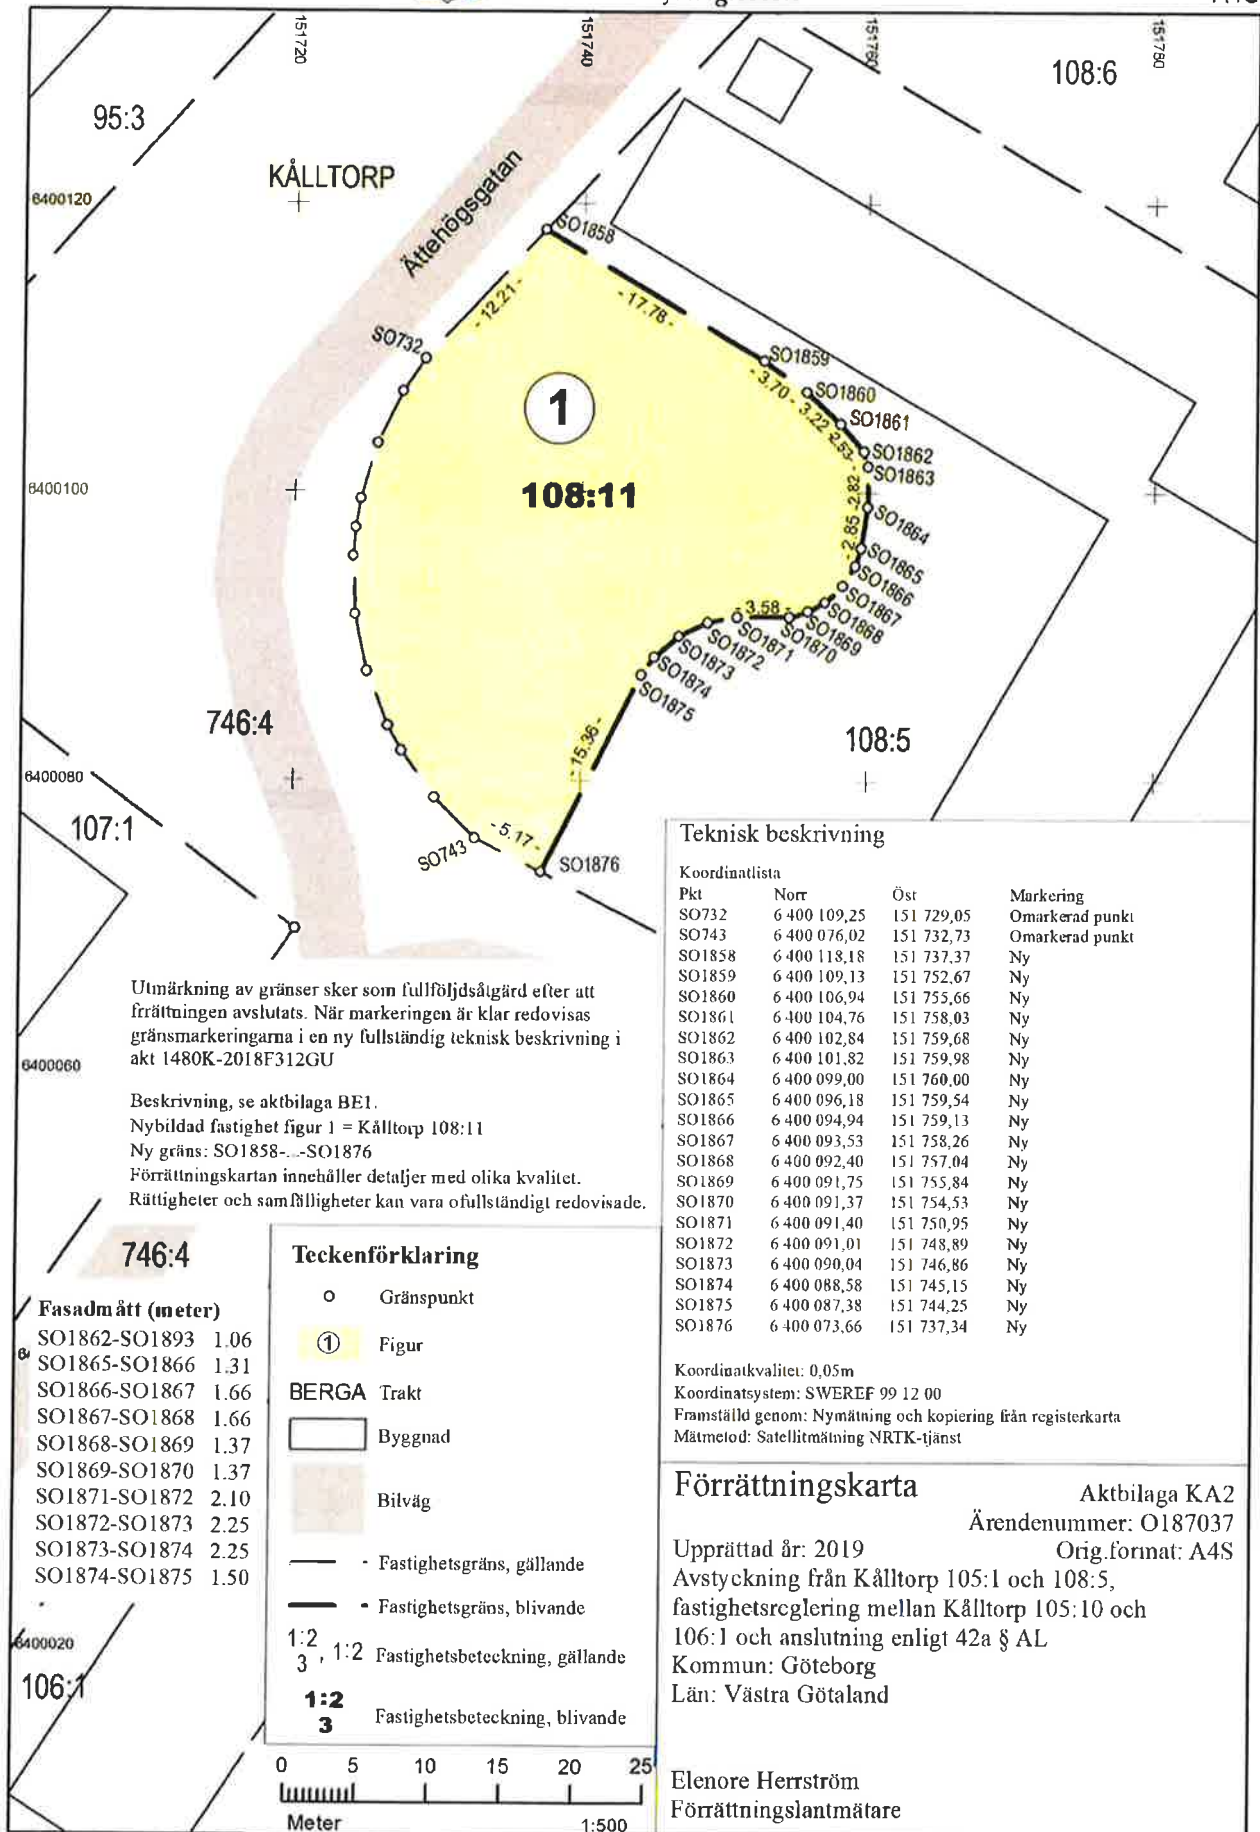 151720
151740
151760
151780
108:6
95:3
KÅLLTORP
Ättehögsgatan
6400120
SO1858
- 12.21 -
- 17.78 -
SO732
SO1859
- 3.70 -
SO1860
3.22
SO1861
2.53
SO1862
SO1863
1
108:11
6400100
- 2.82 -
SO1864
- 2.85
SO1865
SO1866
SO1867
SO1868
- 3.58 -
SO1869
SO1870
SO1871
SO1872
SO1873
SO1874
SO1875
746:4
- 15.36 -
108:5
6400080
107:1
SO743
- 5.17 -
SO1876
Teknisk beskrivning
Koordinatlista
Pkt Norr Öst Markering
SO732 6 400 109,25 151 729,05 Omarkerad punkt
SO743 6 400 076,02 151 732,73 Omarkerad punkt
SO1858 6 400 118,18 151 737,37 Ny
SO1859 6 400 109,13 151 752,67 Ny
SO1860 6 400 106,94 151 755,66 Ny
SO1861 6 400 104,76 151 758,03 Ny
SO1862 6 400 102,84 151 759,68 Ny
SO1863 6 400 101,82 151 759,98 Ny
SO1864 6 400 099,00 151 760,00 Ny
SO1865 6 400 096,18 151 759,54 Ny
SO1866 6 400 094,94 151 759,13 Ny
SO1867 6 400 093,53 151 758,26 Ny
SO1868 6 400 092,40 151 757,04 Ny
SO1869 6 400 091,75 151 755,84 Ny
SO1870 6 400 091,37 151 754,53 Ny
SO1871 6 400 091,40 151 750,95 Ny
SO1872 6 400 091,01 151 748,89 Ny
SO1873 6 400 090,04 151 746,86 Ny
SO1874 6 400 088,58 151 745,15 Ny
SO1875 6 400 087,38 151 744,25 Ny
SO1876 6 400 073,66 151 737,34 Ny
Koordinatkvalitet: 0,05m
Koordinatsystem: SWEREF 99 12 00
Framställd genom: Nymätning och kopiering från registerkarta
Mätmetod: Satellitmätning NRTK-tjänst
Utmärkning av gränser sker som fullföljdsåtgärd efter att
frrättningen avslutats. När markeringen är klar redovisas
gränsmarkeringarna i en ny fullständig teknisk beskrivning i
akt 1480K-2018F312GU
6400060
Beskrivning, se aktbilaga BE1.
Nybildad fastighet figur 1 = Kålltorp 108:11
Ny gräns: SO1858-...-SO1876
Förrättningskartan innehåller detaljer med olika kvalitet.
Rättigheter och samfälligheter kan vara ofullständigt redovisade.
746:4
Fasadmått (meter)
SO1862-SO1893 1.06
SO1865-SO1866 1.31
SO1866-SO1867 1.66
SO1867-SO1868 1.66
SO1868-SO1869 1.37
SO1869-SO1870 1.37
SO1871-SO1872 2.10
SO1872-SO1873 2.25
SO1873-SO1874 2.25
SO1874-SO1875 1.50
6400020
106:1
Teckenförklaring
Gränspunkt
1 Figur
BERGA Trakt
Byggnad
Bilväg
Fastighetsgräns, gällande
Fastighetsgräns, blivande
1:2
3 , 1:2 Fastighetsbeteckning, gällande
1:2
3 Fastighetsbeteckning, blivande
0 5 10 15 20 25
Meter 1:500
Förrättningskarta
Aktbilaga KA2
Ärendenummer: O187037
Upprättad år: 2019 Orig.format: A4S
Avstyckning från Kålltorp 105:1 och 108:5,
fastighetsreglering mellan Kålltorp 105:10 och
106:1 och anslutning enligt 42a § AL
Kommun: Göteborg
Län: Västra Götaland
Elenore Herrström
Förrättningslantmätare